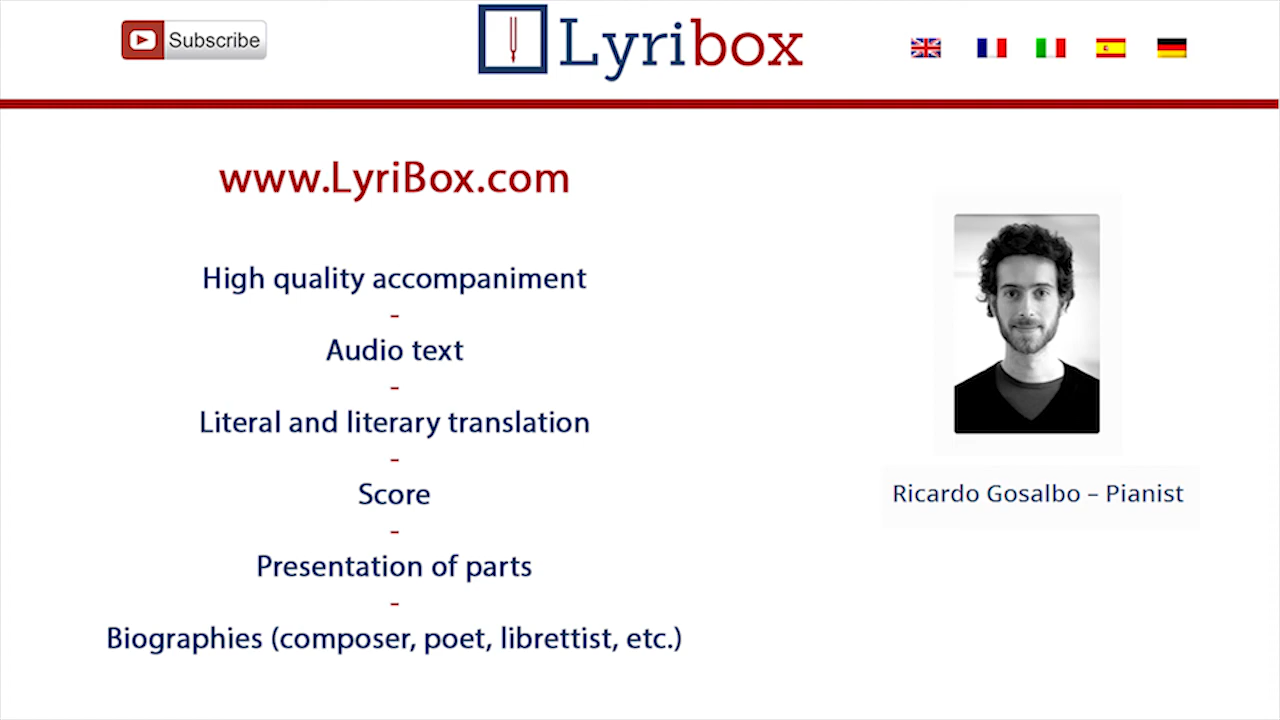 Subscribe
Lyribox
www.LyriBox.com
High quality accompaniment
-
Audio text
-
Literal and literary translation
-
Score
-
Presentation of parts
-
Biographies (composer, poet, librettist, etc.)
Ricardo Gosalbo – Pianist